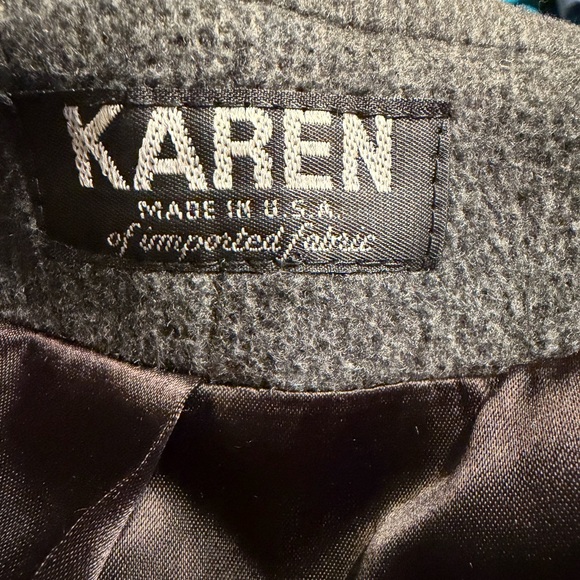 KAREN
MADE IN U.S.A.
of imported fabric